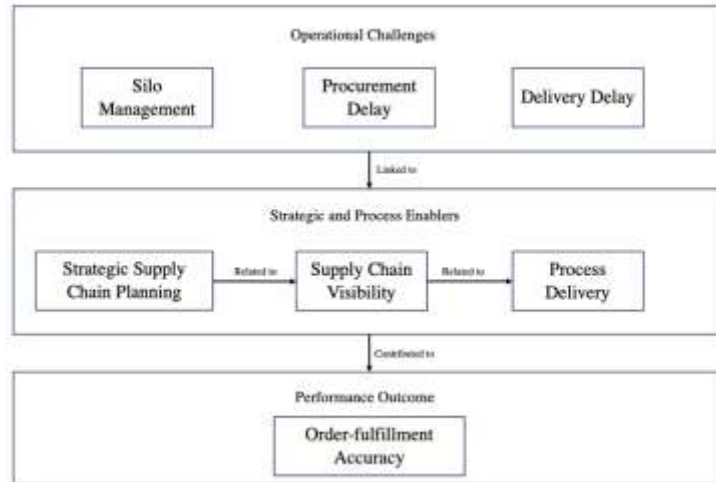 Operational Challenges
Silo
Management
Procurement
Delay
Delivery Delay
Linked to
Strategic and Process Enablers
Strategic Supply
Chain Planning
Related to
Supply Chain
Visibility
Related to
Process
Delivery
Contributed to
Performance Outcome
Order-fulfillment
Accuracy